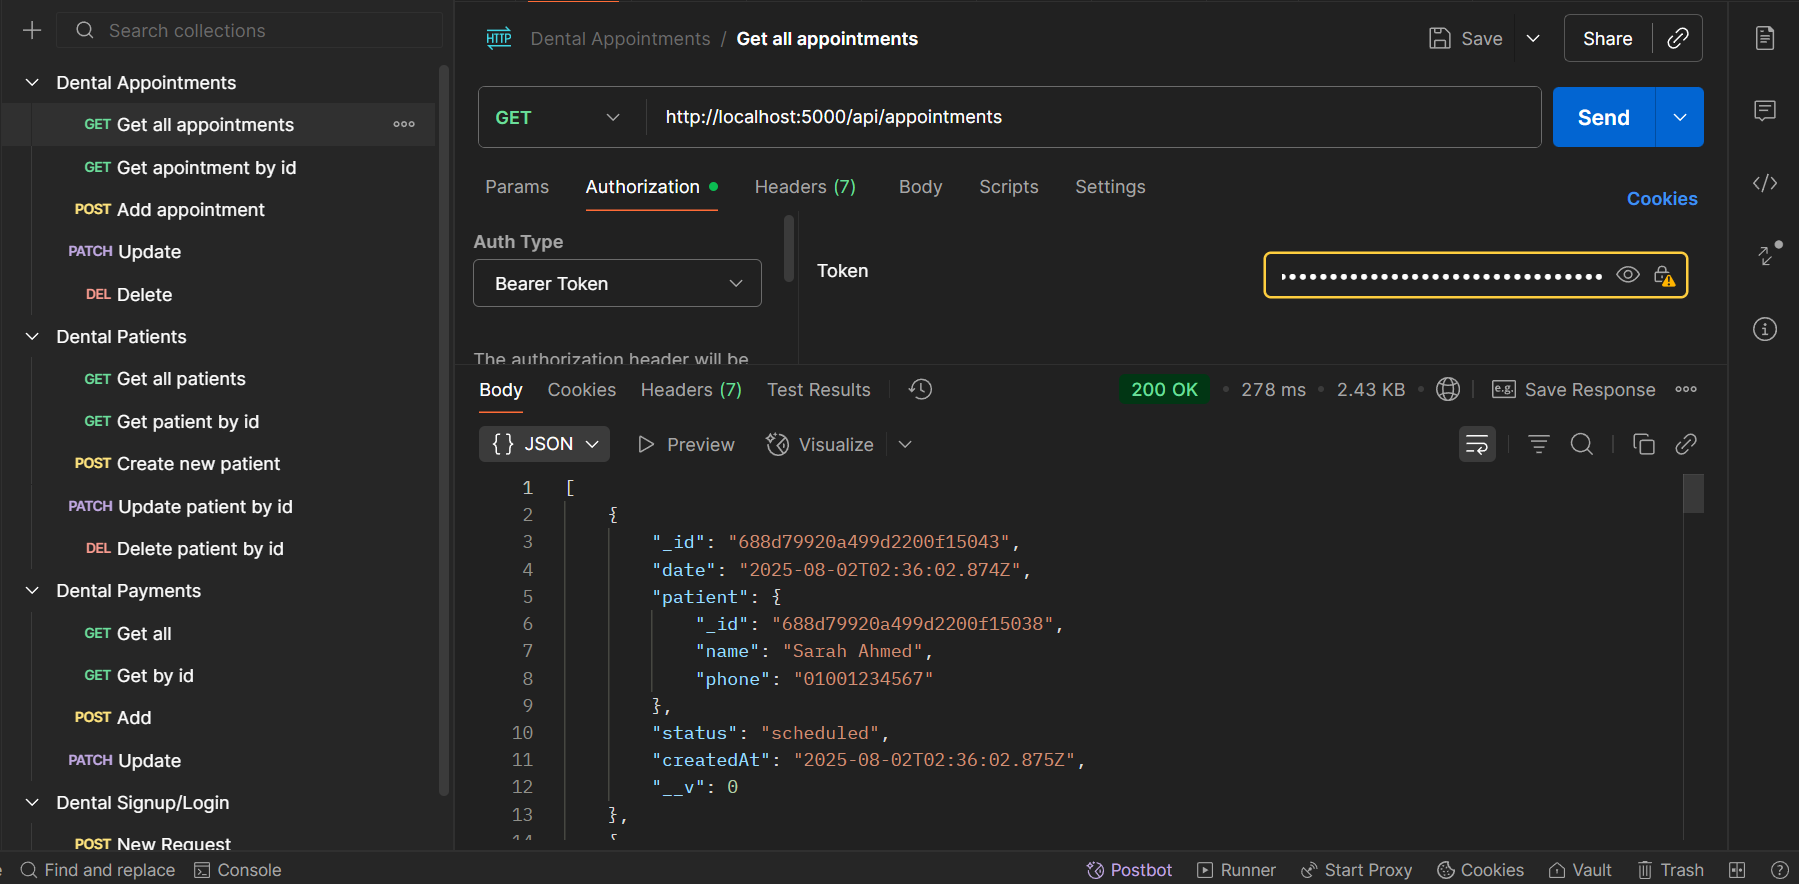 Search collections
Dental Appointments
GET Get all appointments
GET Get apointment by id
POST Add appointment
PATCH Update
DEL Delete
Dental Patients
GET Get all patients
GET Get patient by id
POST Create new patient
PATCH Update patient by id
DEL Delete patient by id
Dental Payments
GET Get all
GET Get by id
POST Add
PATCH Update
Dental Signup/Login
POST New Request
HTTP Dental Appointments / Get all appointments
Save
Share
GET http://localhost:5000/api/appointments
Send
Params Authorization Headers (7) Body Scripts Settings
Cookies
Auth Type
Bearer Token
Token
The authorization header will be
Body Cookies Headers (7) Test Results
200 OK • 278 ms • 2.43 KB • e.g. Save Response
{} JSON Preview Visualize
1 [
2 {
3 "_id": "688d79920a499d2200f15043",
4 "date": "2025-08-02T02:36:02.874Z",
5 "patient": {
6 "_id": "688d79920a499d2200f15038",
7 "name": "Sarah Ahmed",
8 "phone": "01001234567"
9 },
10 "status": "scheduled",
11 "createdAt": "2025-08-02T02:36:02.875Z",
12 "__v": 0
13 },
14 {
Find and replace Console Postbot Runner Start Proxy Cookies Vault Trash